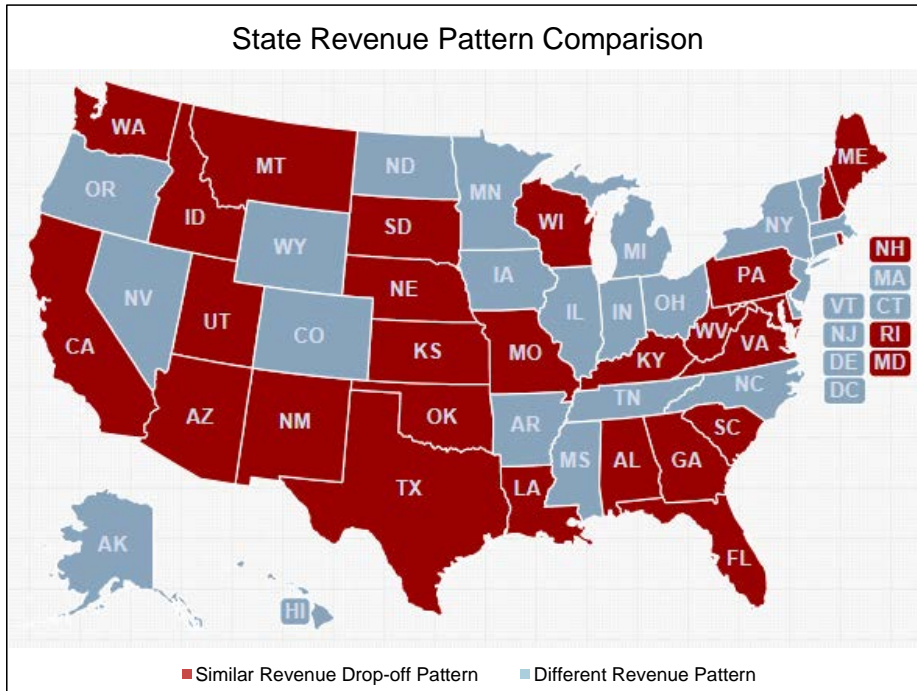 State Revenue Pattern Comparison
WA
MT
ND
MN
ME
OR
ID
SD
WI
MI
NY
WY
NH
MA
VT CT
NJ RI
DE MD
DC
NV
UT
CO
NE
IA
IL
IN
OH
PA
CA
KS
MO
KY
WV
VA
AZ
NM
OK
AR
TN
NC
TX
LA
MS
AL
GA
SC
FL
AK
HI
Similar Revenue Drop-off Pattern
Different Revenue Pattern